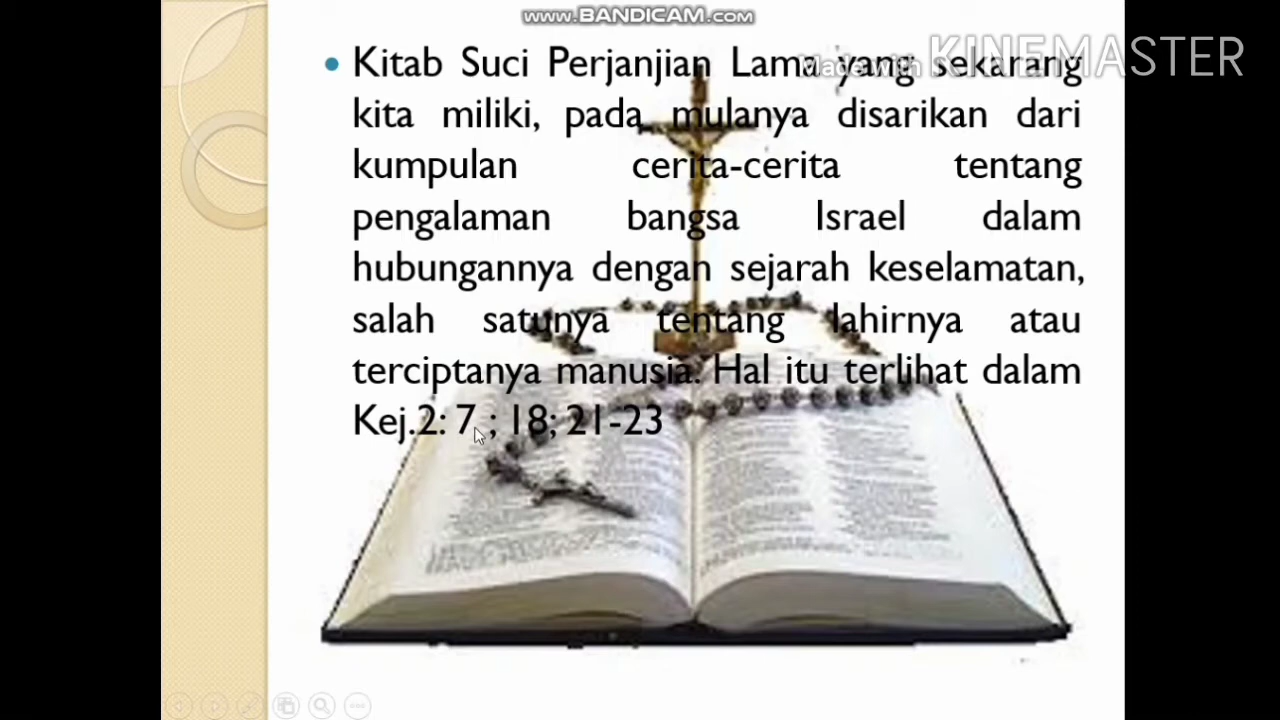 www.BANDICAM.com
Made with KINEMASTER
• Kitab Suci Perjanjian Lama yang sekarang
kita miliki, pada mulanya disarikan dari
kumpulan cerita-cerita tentang
pengalaman bangsa Israel dalam
hubungannya dengan sejarah keselamatan,
salah satunya tentang lahirnya atau
terciptanya manusia. Hal itu terlihat dalam
Kej.2: 7 ; 18; 21-23